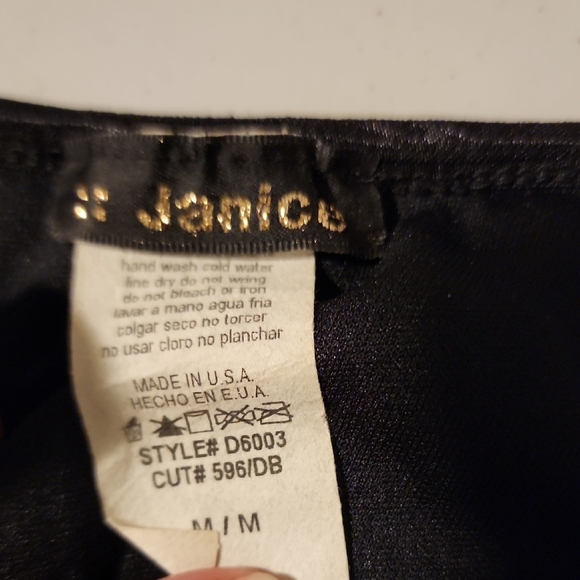 :: Janice
hand wash cold water
line dry do not wring
do not bleach or iron
lavar a mano agua fria
colgar seco no torcer
no usar cloro no planchar
MADE IN U.S.A.
HECHO EN E.U.A.
STYLE# D6003
CUT# 596/DB
M / M